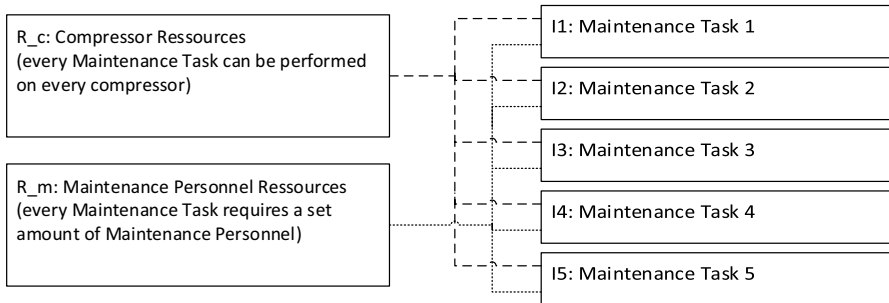 R_c: Compressor Ressources
(every Maintenance Task can be performed
on every compressor)
R_m: Maintenance Personnel Ressources
(every Maintenance Task requires a set
amount of Maintenance Personnel)
I1: Maintenance Task 1
I2: Maintenance Task 2
I3: Maintenance Task 3
I4: Maintenance Task 4
I5: Maintenance Task 5